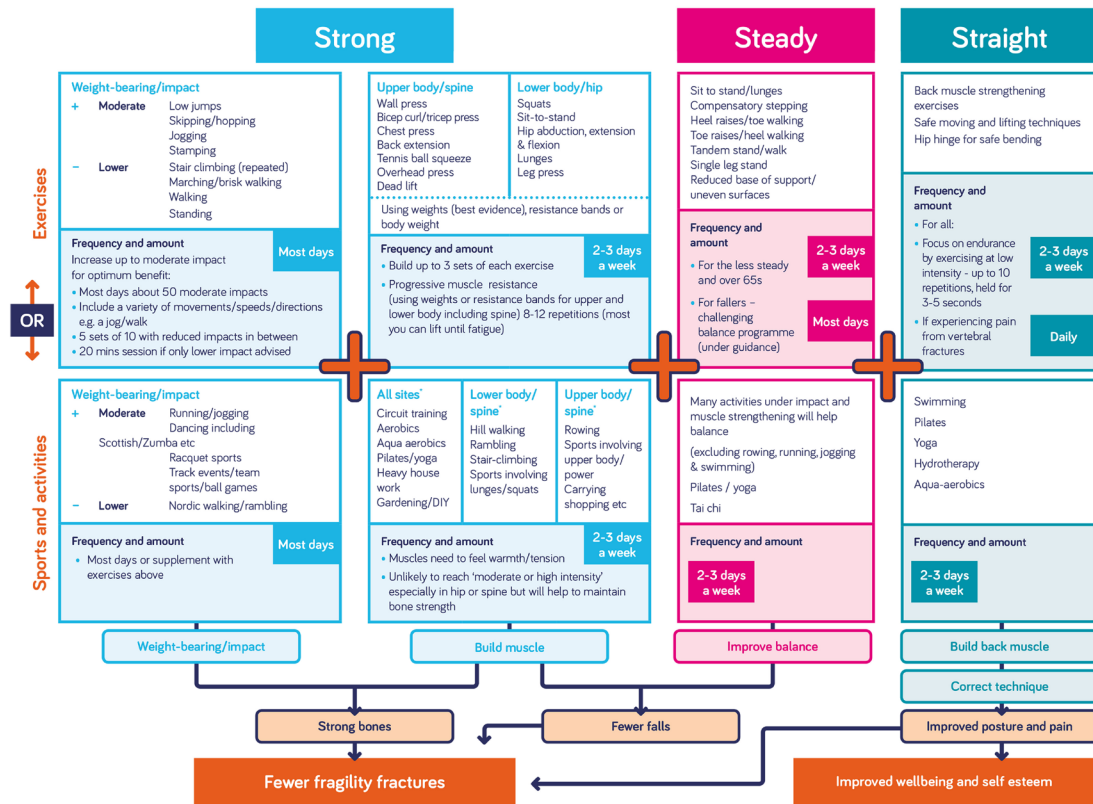 Strong
Steady
Straight
Exercises
OR
Sports and activities
Weight-bearing/impact
+ Moderate Low jumps
Skipping/hopping
Jogging
Stamping
− Lower Stair climbing (repeated)
Marching/brisk walking
Walking
Standing
Frequency and amount
Most days
Increase up to moderate impact
for optimum benefit:
• Most days about 50 moderate impacts
• Include a variety of movements/speeds/directions
e.g. a jog/walk
• 5 sets of 10 with reduced impacts in between
• 20 mins session if only lower impact advised
Upper body/spine
Wall press
Bicep curl/tricep press
Chest press
Back extension
Tennis ball squeeze
Overhead press
Dead lift
Lower body/hip
Squats
Sit-to-stand
Hip abduction, extension
& flexion
Lunges
Leg press
Using weights (best evidence), resistance bands or
body weight
Frequency and amount
2-3 days
a week
• Build up to 3 sets of each exercise
• Progressive muscle resistance
(using weights or resistance bands for upper and
lower body including spine) 8-12 repetitions (most
you can lift until fatigue)
Sit to stand/lunges
Compensatory stepping
Heel raises/toe walking
Toe raises/heel walking
Tandem stand/walk
Single leg stand
Reduced base of support/
uneven surfaces
Frequency and
amount
• For the less steady
and over 65s
2-3 days
a week
• For fallers –
challenging
balance programme
(under guidance)
Most days
Back muscle strengthening
exercises
Safe moving and lifting techniques
Hip hinge for safe bending
Frequency and
amount
• For all:
• Focus on endurance
by exercising at low
intensity - up to 10
repetitions, held for
3-5 seconds
2-3 days
a week
• If experiencing pain
from vertebral
fractures
Daily
Weight-bearing/impact
+ Moderate Running/jogging
Dancing including
Scottish/Zumba etc
Racquet sports
Track events/team
sports/ball games
− Lower Nordic walking/rambling
Frequency and amount
Most days
• Most days or supplement with
exercises above
All sites*
Circuit training
Aerobics
Aqua aerobics
Pilates/yoga
Heavy house
work
Gardening/DIY
Lower body/
spine*
Hill walking
Rambling
Stair-climbing
Sports involving
lunges/squats
Upper body/
spine*
Rowing
Sports involving
upper body/
power
Carrying
shopping etc
Frequency and amount
2-3 days
a week
• Muscles need to feel warmth/tension
• Unlikely to reach ‘moderate or high intensity’
especially in hip or spine but will help to maintain
bone strength
Many activities under impact and
muscle strengthening will help
balance
(excluding rowing, running, jogging
& swimming)
Pilates / yoga
Tai chi
Frequency and amount
2-3 days
a week
Swimming
Pilates
Yoga
Hydrotherapy
Aqua-aerobics
Frequency and amount
2-3 days
a week
Weight-bearing/impact
Build muscle
Improve balance
Build back muscle
Correct technique
Strong bones
Fewer falls
Improved posture and pain
Fewer fragility fractures
Improved wellbeing and self esteem